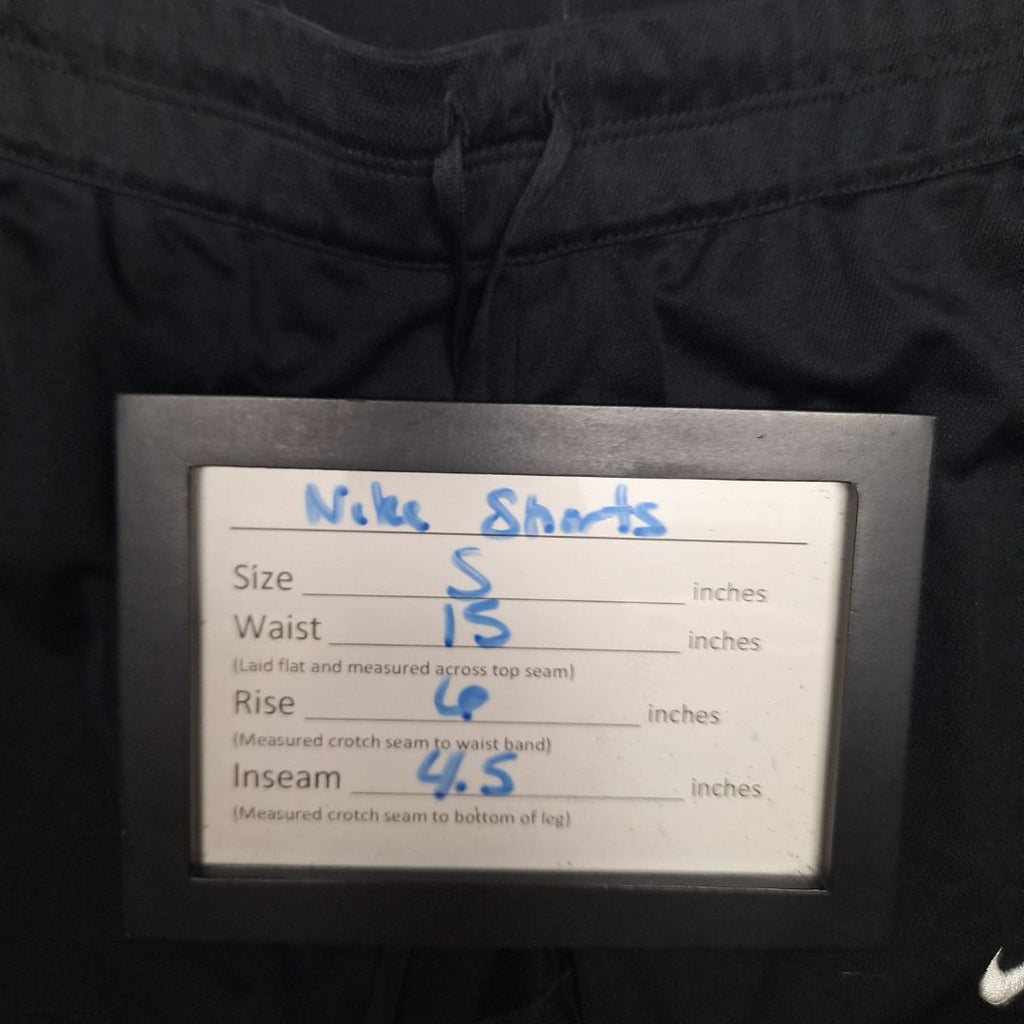 Nike Shorts
Size S inches
Waist 15 inches
(Laid flat and measured across top seam)
Rise 6 inches
(Measured crotch seam to waist band)
Inseam 4.5 inches
(Measured crotch seam to bottom of leg)